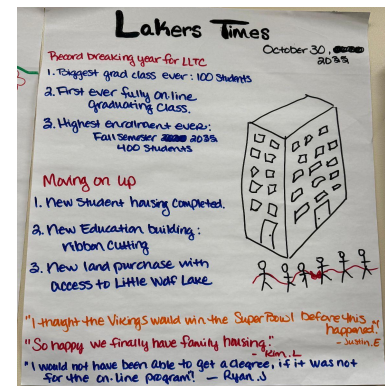 Lakers Times
October 30,
2035
Record breaking year for LLTC
1. Biggest grad class ever: 100 students
2. First ever fully on-line
graduating class.
3. Highest enrollment ever:
Fall semester 2035
400 students
Moving on up
1. New student housing completed.
2. New Education building:
ribbon cutting
3. New land purchase with
access to Little Wolf Lake
"I thought the Vikings would win the SuperBowl before this
happened!"
- Justin. E
"So happy we finally have family housing."
- Kim. L
"I would not have been able to get a degree, if it was not
for the on-line program!" - Ryan. J